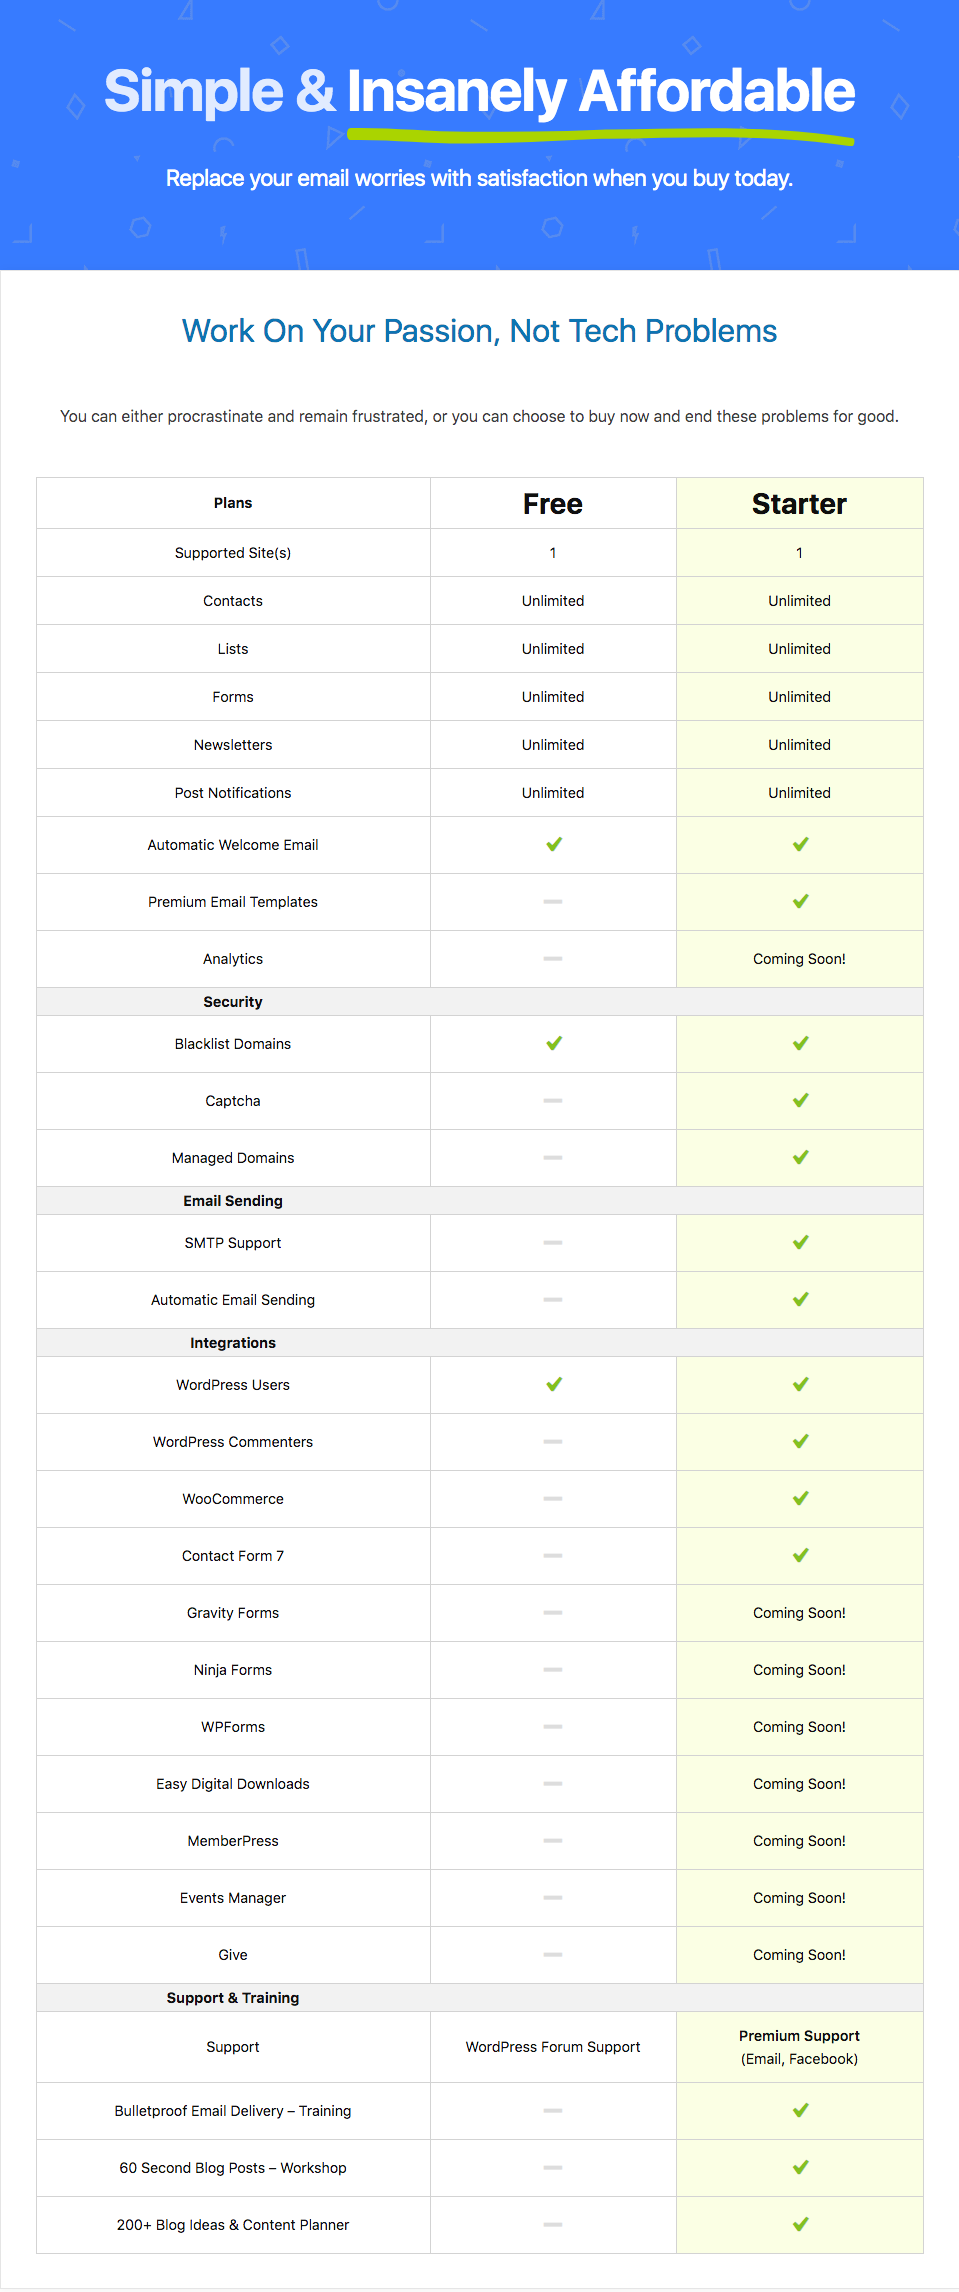 Simple & Insanely Affordable
Replace your email worries with satisfaction when you buy today.
Work On Your Passion, Not Tech Problems
You can either procrastinate and remain frustrated, or you can choose to buy now and end these problems for good.
Plans Free Starter
Supported Site(s) 1 1
Contacts Unlimited Unlimited
Lists Unlimited Unlimited
Forms Unlimited Unlimited
Newsletters Unlimited Unlimited
Post Notifications Unlimited Unlimited
Automatic Welcome Email
Premium Email Templates
Analytics Coming Soon!
Security
Blacklist Domains
Captcha
Managed Domains
Email Sending
SMTP Support
Automatic Email Sending
Integrations
WordPress Users
WordPress Commenters
WooCommerce
Contact Form 7
Gravity Forms Coming Soon!
Ninja Forms Coming Soon!
WPForms Coming Soon!
Easy Digital Downloads Coming Soon!
MemberPress Coming Soon!
Events Manager Coming Soon!
Give Coming Soon!
Support & Training
Support WordPress Forum Support Premium Support
(Email, Facebook)
Bulletproof Email Delivery – Training
60 Second Blog Posts – Workshop
200+ Blog Ideas & Content Planner